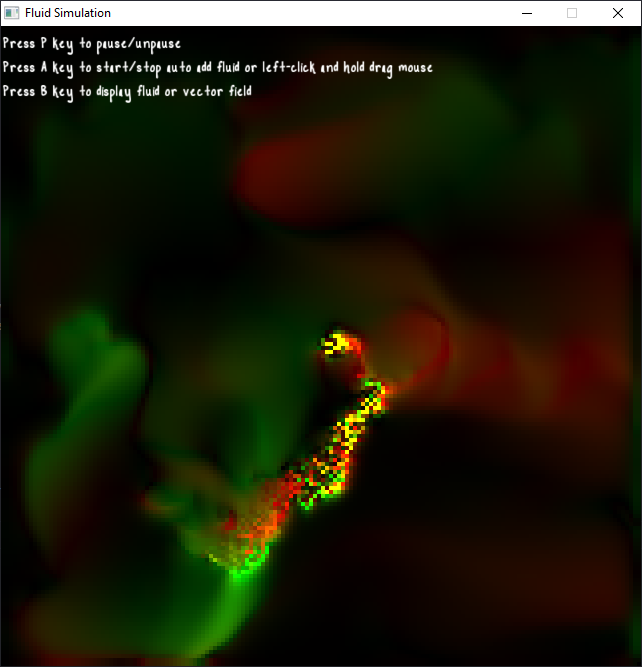 Fluid Simulation
Press P key to pause/unpause
Press A key to start/stop auto add fluid or left-click and hold drag mouse
Press B key to display fluid or vector field